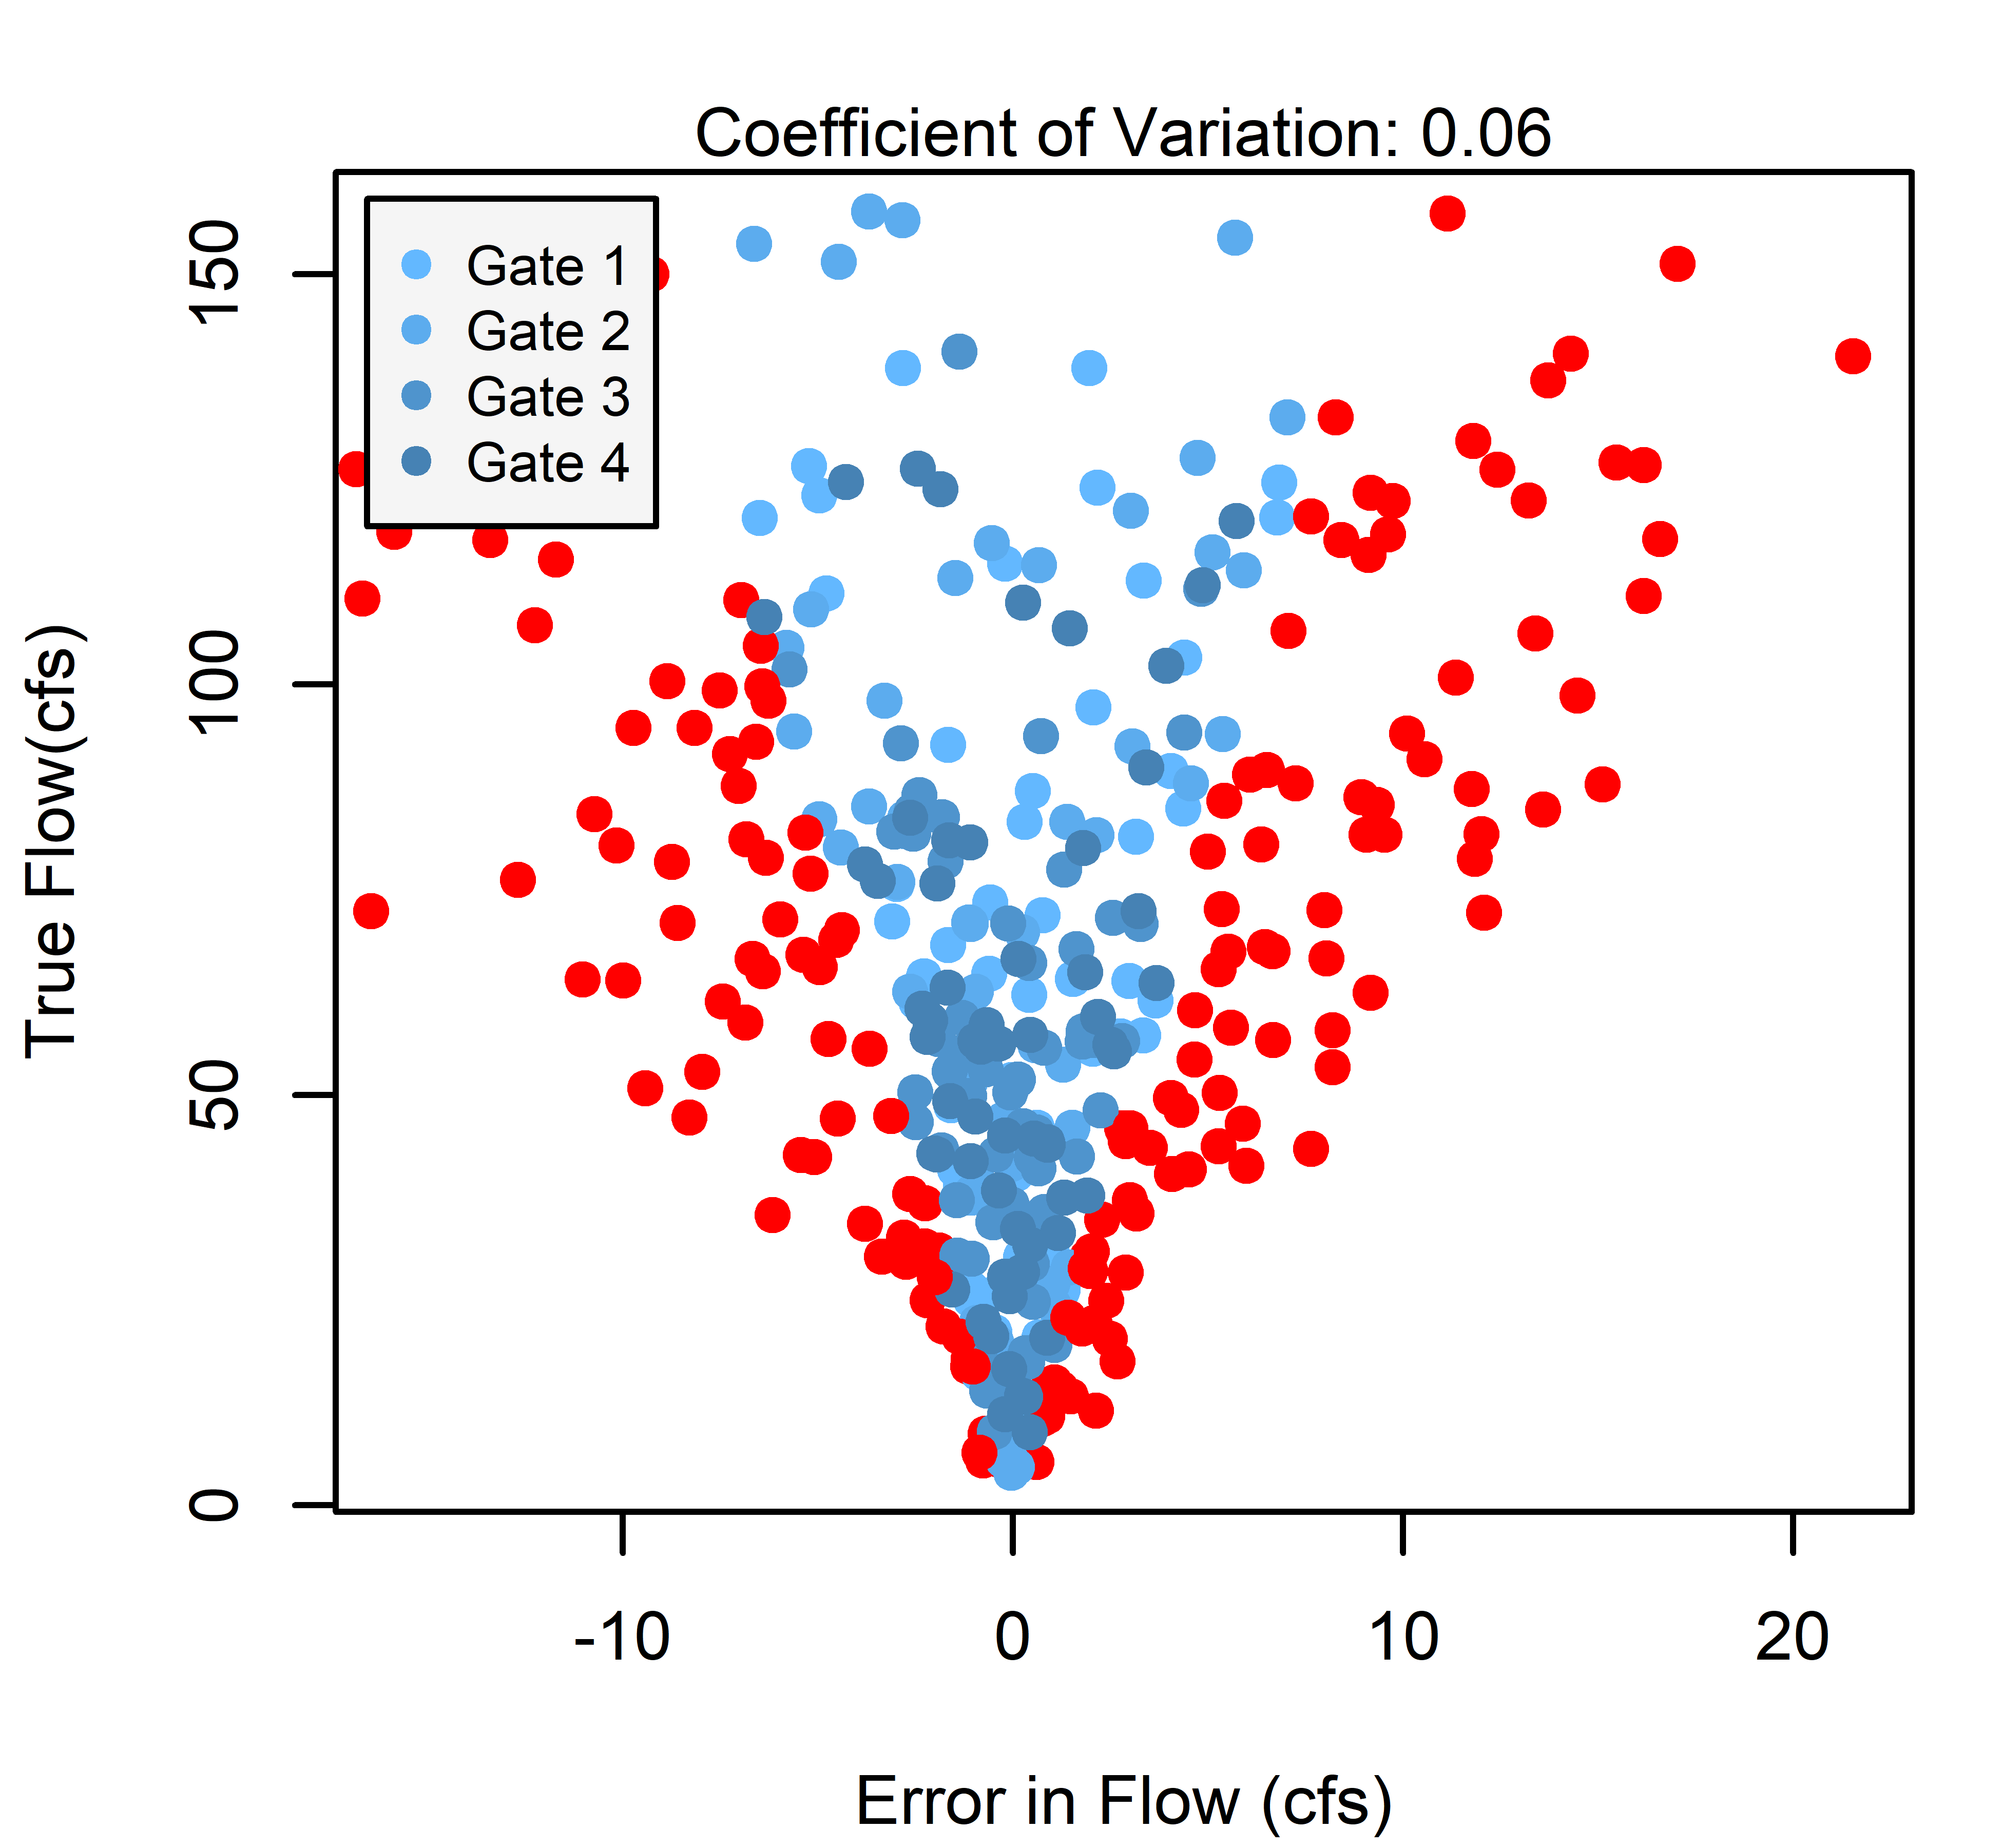 Coefficient of Variation: 0.06
Gate 1
Gate 2
Gate 3
Gate 4
True Flow(cfs)
150
100
50
0
-10 0 10 20
Error in Flow (cfs)